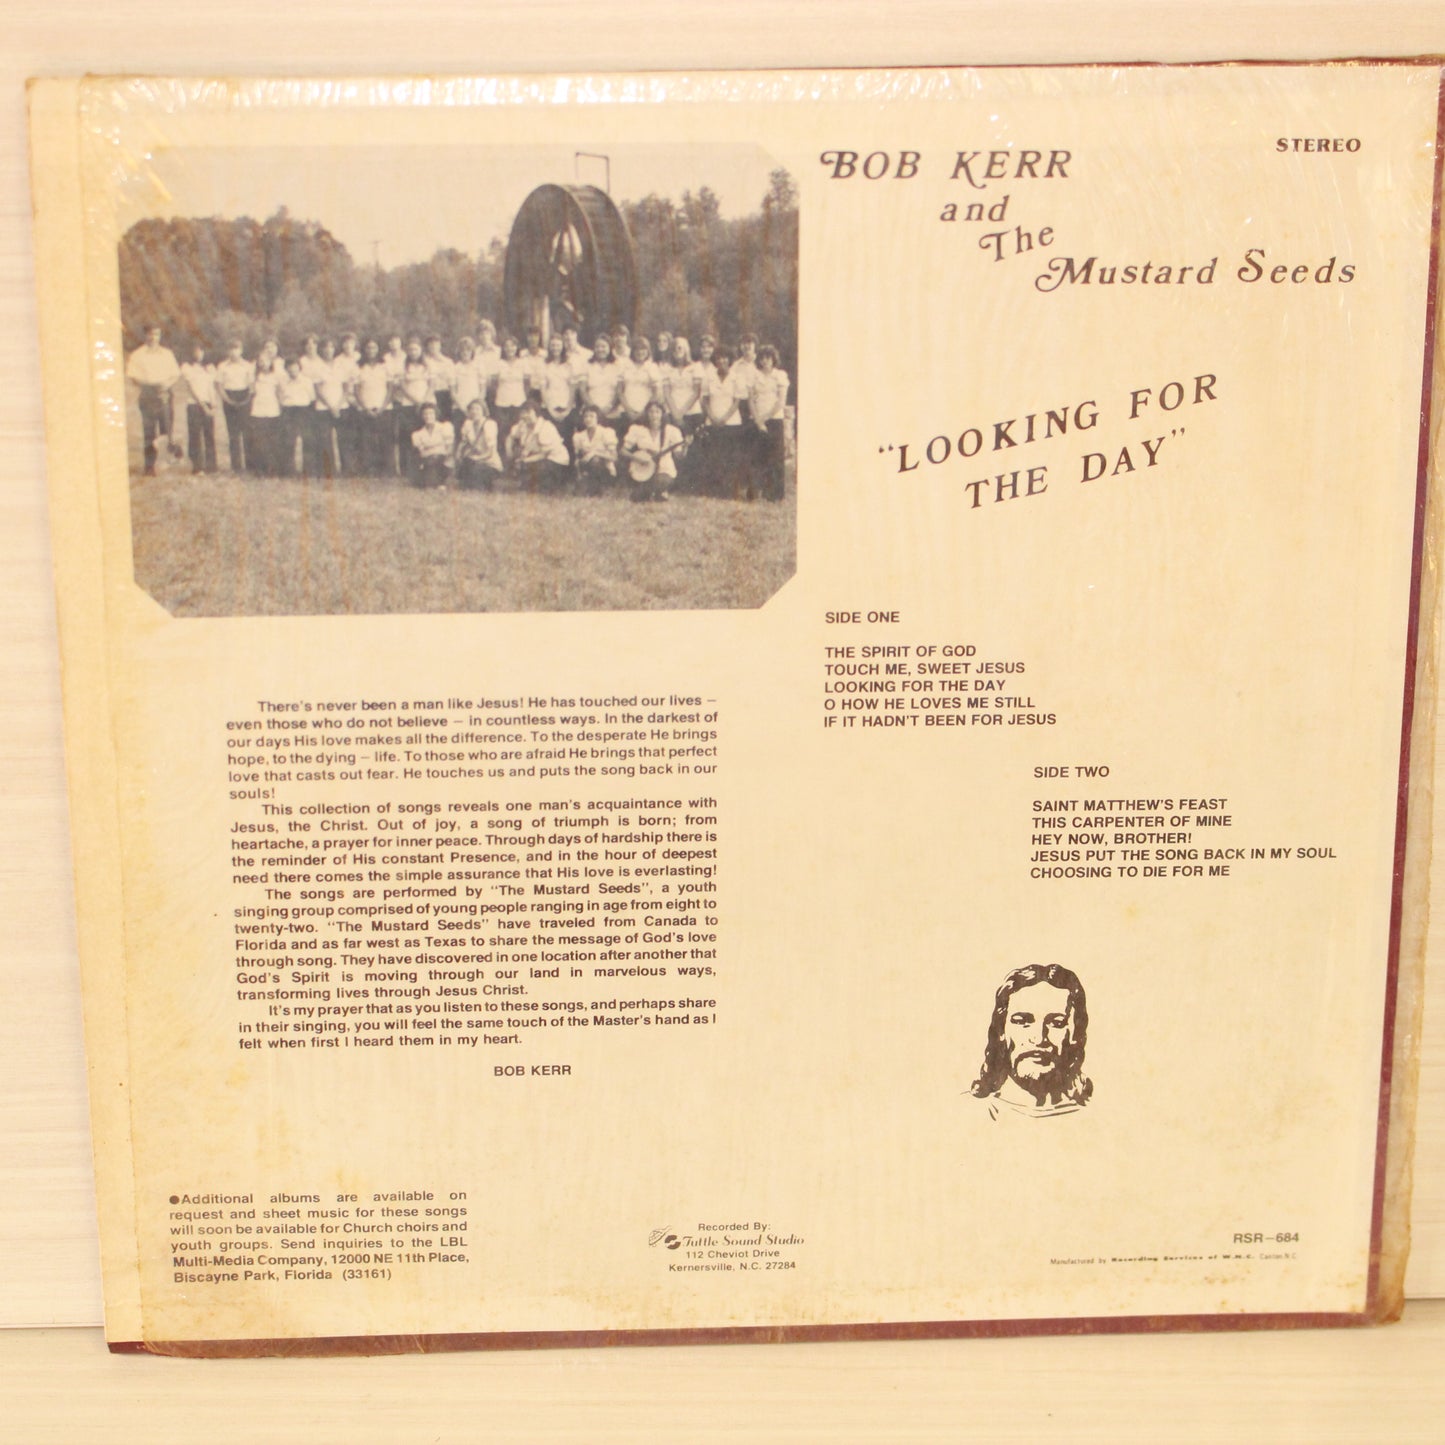 STEREO
BOB KERR
and
The
Mustard Seeds
"LOOKING FOR
THE DAY"
SIDE ONE
THE SPIRIT OF GOD
TOUCH ME, SWEET JESUS
LOOKING FOR THE DAY
O HOW HE LOVES ME STILL
IF IT HADN'T BEEN FOR JESUS
SIDE TWO
SAINT MATTHEW'S FEAST
THIS CARPENTER OF MINE
HEY NOW, BROTHER!
JESUS PUT THE SONG BACK IN MY SOUL
CHOOSING TO DIE FOR ME
There's never been a man like Jesus! He has touched our lives –
even those who do not believe – in countless ways. In the darkest of
our days His love makes all the difference. To the desperate He brings
hope, to the dying – life. To those who are afraid He brings that perfect
love that casts out fear. He touches us and puts the song back in our
souls!
This collection of songs reveals one man's acquaintance with
Jesus, the Christ. Out of joy, a song of triumph is born; from
heartache, a prayer for inner peace. Through days of hardship there is
the reminder of His constant Presence, and in the hour of deepest
need there comes the simple assurance that His love is everlasting!
The songs are performed by "The Mustard Seeds", a youth
singing group comprised of young people ranging in age from eight to
twenty-two. "The Mustard Seeds" have traveled from Canada to
Florida and as far west as Texas to share the message of God's love
through song. They have discovered in one location after another that
God's Spirit is moving through our land in marvelous ways,
transforming lives through Jesus Christ.
It's my prayer that as you listen to these songs, and perhaps share
in their singing, you will feel the same touch of the Master's hand as I
felt when first I heard them in my heart.
BOB KERR
●Additional albums are available on
request and sheet music for these songs
will soon be available for Church choirs and
youth groups. Send inquiries to the LBL
Multi-Media Company, 12000 NE 11th Place,
Biscayne Park, Florida (33161)
Recorded By:
Tuttle Sound Studio
112 Cheviot Drive
Kernersville, N.C. 27284
RSR-684
Manufactured by Recording Services of W.N.C. Canton N.C.